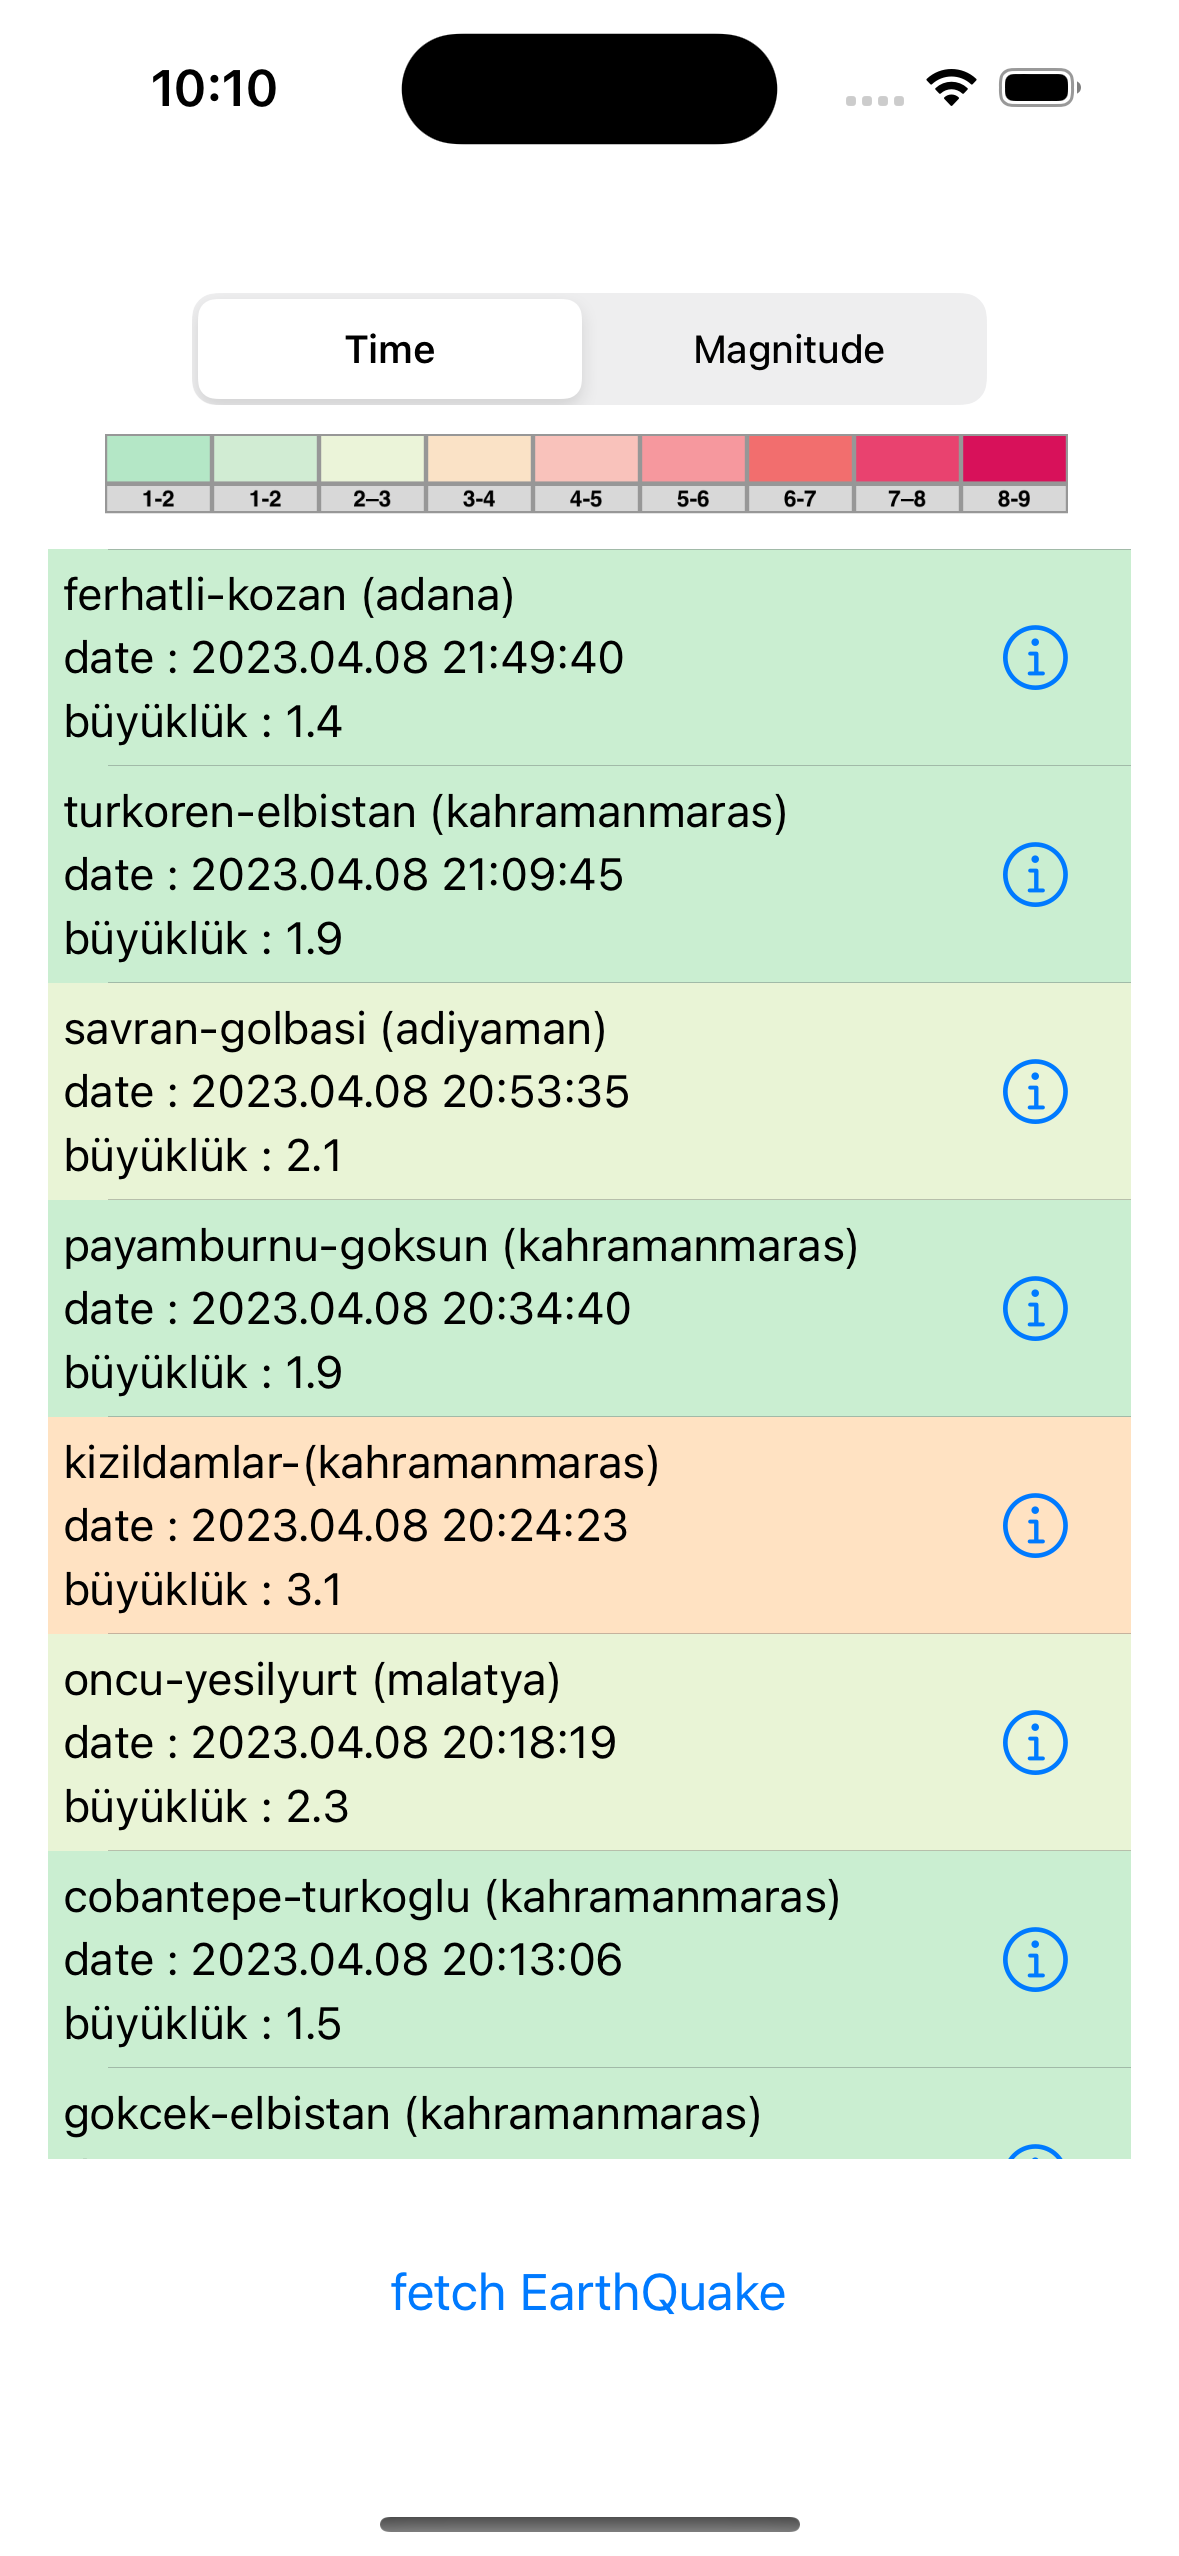 10:10
Time Magnitude
1-2 1-2 2–3 3-4 4-5 5-6 6-7 7–8 8-9
ferhatli-kozan (adana)
date : 2023.04.08 21:49:40
büyüklük : 1.4
turkoren-elbistan (kahramanmaras)
date : 2023.04.08 21:09:45
büyüklük : 1.9
savran-golbasi (adiyaman)
date : 2023.04.08 20:53:35
büyüklük : 2.1
payamburnu-goksun (kahramanmaras)
date : 2023.04.08 20:34:40
büyüklük : 1.9
kizildamlar-(kahramanmaras)
date : 2023.04.08 20:24:23
büyüklük : 3.1
oncu-yesilyurt (malatya)
date : 2023.04.08 20:18:19
büyüklük : 2.3
cobantepe-turkoglu (kahramanmaras)
date : 2023.04.08 20:13:06
büyüklük : 1.5
gokcek-elbistan (kahramanmaras)
fetch EarthQuake